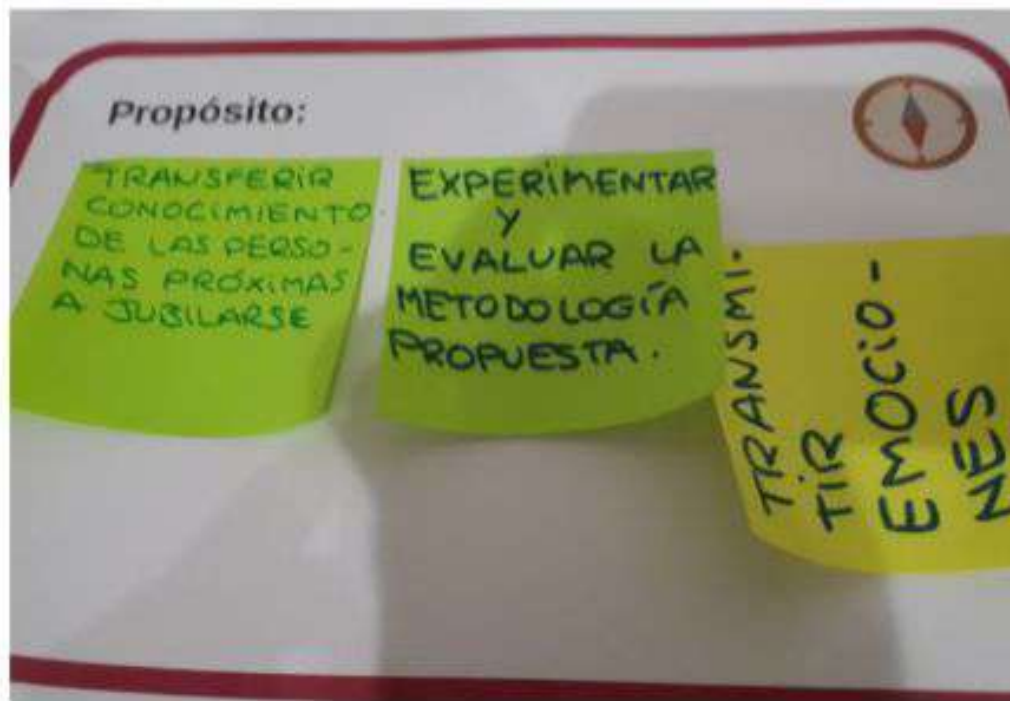 Propósito:
TRANSFERIR
CONOCIMIENTO
DE LAS PERSO-
NAS PRÓXIMAS
A JUBILARSE
EXPERIMENTAR
Y
EVALUAR LA
METODOLOGÍA
PROPUESTA.
TRANSMI-
TIR
EMOCIO-
NES